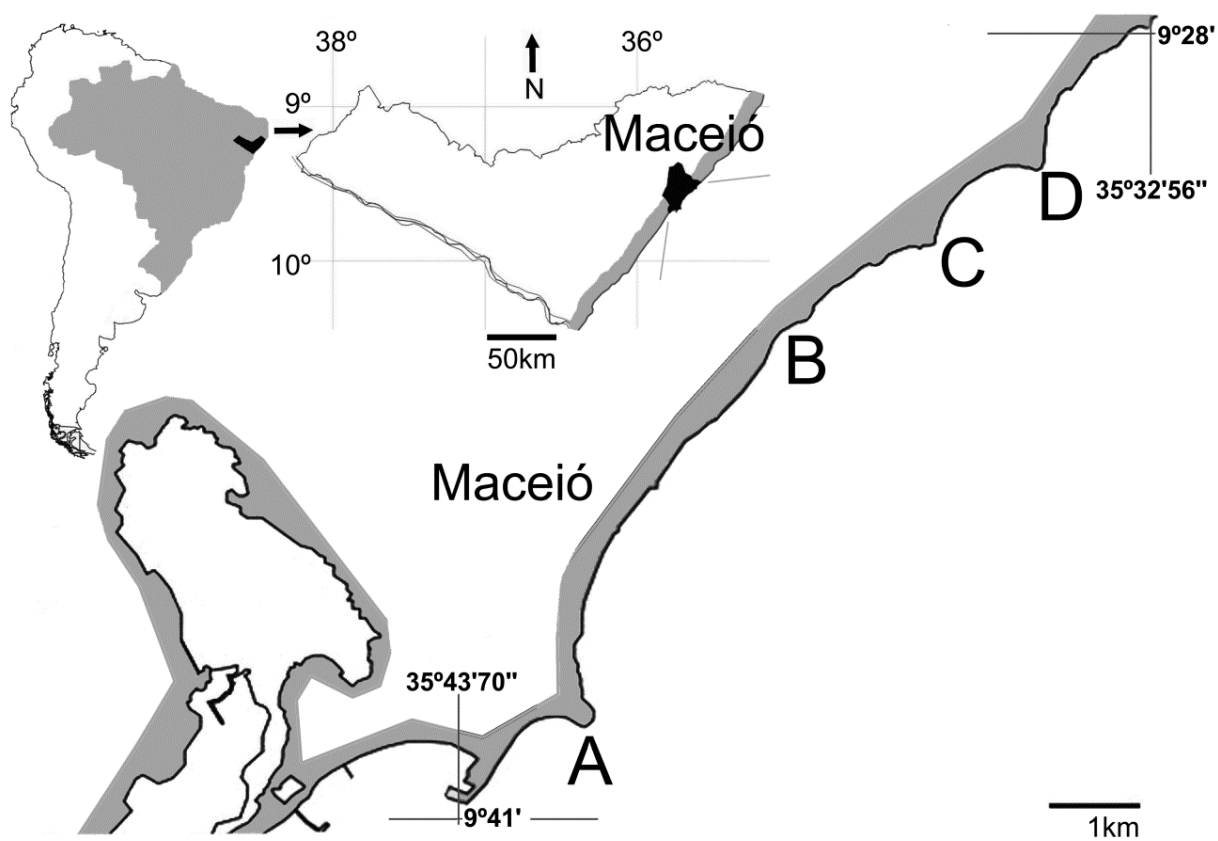 38º
36º
N
9º
Maceió
10º
50km
9º28'
35º32'56"
D
C
B
Maceió
35º43'70"
A
9º41'
1km